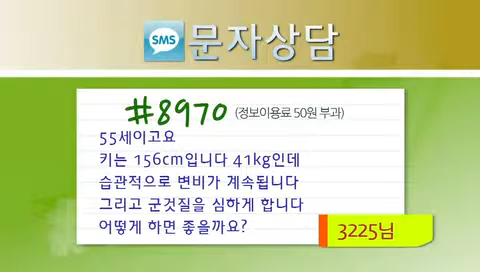 SMS 문자상담
#8970 (정보이용료 50원 부과)
55세이고요
키는 156cm입니다 41kg인데
습관적으로 변비가 계속됩니다
그리고 군것질을 심하게 합니다
어떻게 하면 좋을까요?
3225님